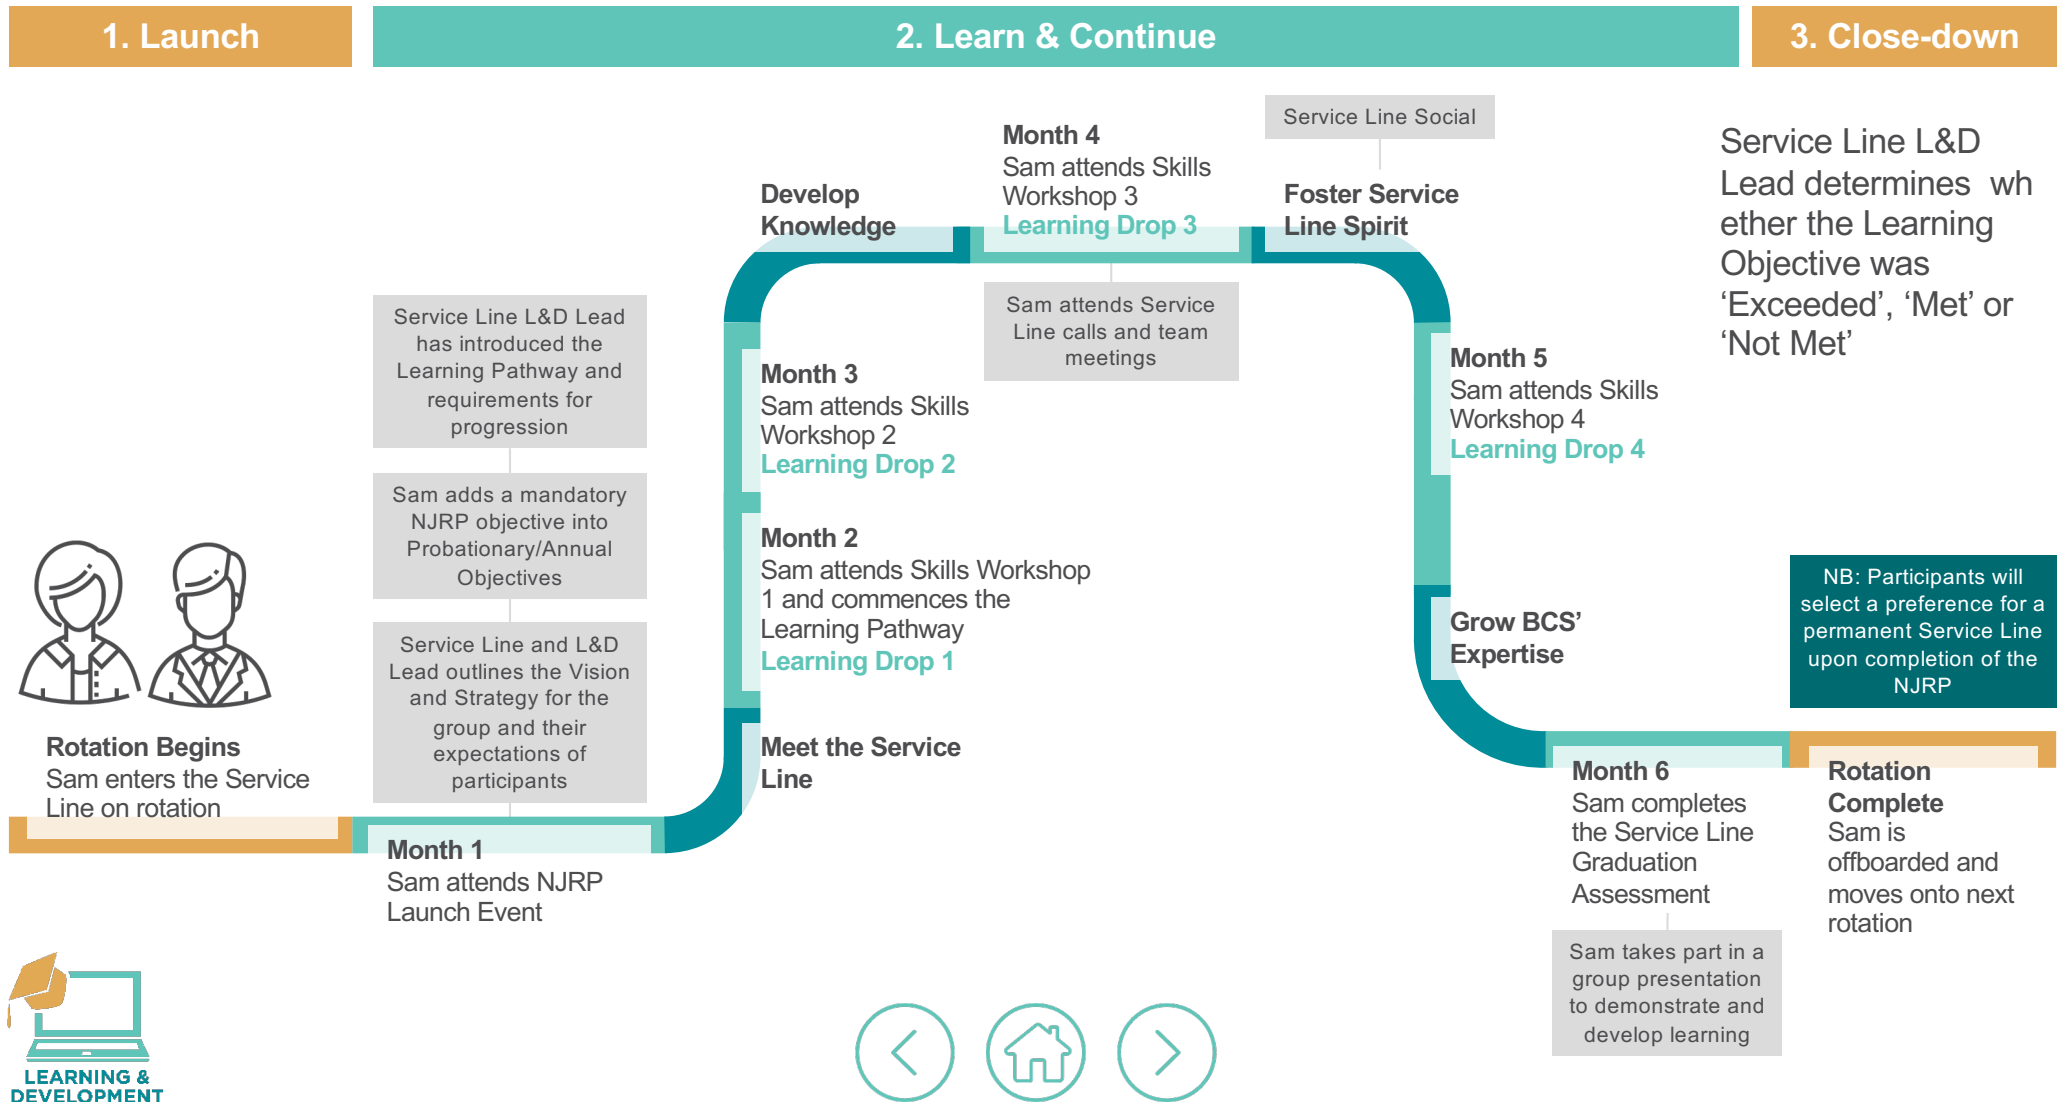 1. Launch
2. Learn & Continue
3. Close-down
Rotation Begins
Sam enters the Service
Line on rotation
Service Line L&D Lead
has introduced the
Learning Pathway and
requirements for
progression
Sam adds a mandatory
NJRP objective into
Probationary/Annual
Objectives
Service Line and L&D
Lead outlines the Vision
and Strategy for the
group and their
expectations of
participants
Month 1
Sam attends NJRP
Launch Event
Meet the Service
Line
Month 2
Sam attends Skills Workshop
1 and commences the
Learning Pathway
Learning Drop 1
Month 3
Sam attends Skills
Workshop 2
Learning Drop 2
Develop
Knowledge
Month 4
Sam attends Skills
Workshop 3
Learning Drop 3
Sam attends Service
Line calls and team
meetings
Service Line Social
Foster Service
Line Spirit
Month 5
Sam attends Skills
Workshop 4
Learning Drop 4
Grow BCS’
Expertise
Month 6
Sam completes
the Service Line
Graduation
Assessment
Sam takes part in a
group presentation
to demonstrate and
develop learning
Service Line L&D
Lead determines  wh
ether the Learning
Objective was
‘Exceeded’, ‘Met’ or
‘Not Met’
NB: Participants will
select a preference for a
permanent Service Line
upon completion of the
NJRP
Rotation
Complete
Sam is
offboarded and
moves onto next
rotation
LEARNING &
DEVELOPMENT